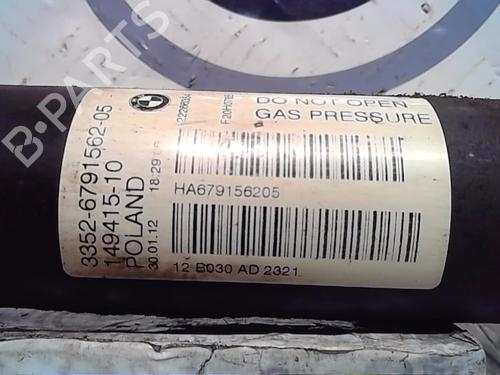 3352-6791562-05
149415-10
POLAND
30.01.12 18:29
DO NOT OPEN
GAS PRESSURE
HA679156205
12 B030 AD 2321
B-PARTS